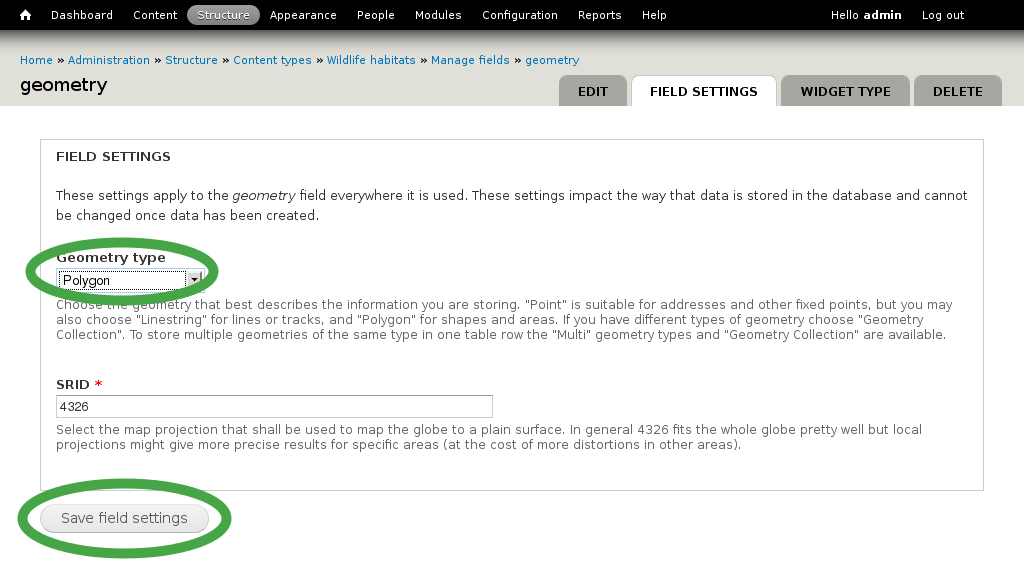 Dashboard Content Structure Appearance People Modules Configuration Reports Help Hello admin Log out
Home » Administration » Structure » Content types » Wildlife habitats » Manage fields » geometry
geometry
EDIT FIELD SETTINGS WIDGET TYPE DELETE
FIELD SETTINGS
These settings apply to the geometry field everywhere it is used. These settings impact the way that data is stored in the database and cannot
be changed once data has been created.
Geometry type
Polygon
Choose the geometry that best describes the information you are storing. "Point" is suitable for addresses and other fixed points, but you may
also choose "Linestring" for lines or tracks, and "Polygon" for shapes and areas. If you have different types of geometry choose "Geometry
Collection". To store multiple geometries of the same type in one table row the "Multi" geometry types and "Geometry Collection" are available.
SRID *
4326
Select the map projection that shall be used to map the globe to a plain surface. In general 4326 fits the whole globe pretty well but local
projections might give more precise results for specific areas (at the cost of more distortions in other areas).
Save field settings